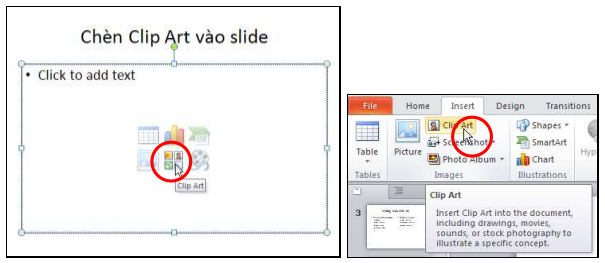 Chèn Clip Art vào slide
• Click to add text
Clip Art
File Home Insert Design Transitions
Clip Art
Table
Picture
Screenshot
Photo Album
Shapes
SmartArt
Chart
Tables
Images
Illustrations
Clip Art
3
Insert Clip Art into the document,
including drawings, movies,
sounds, or stock photography to
illustrate a specific concept.